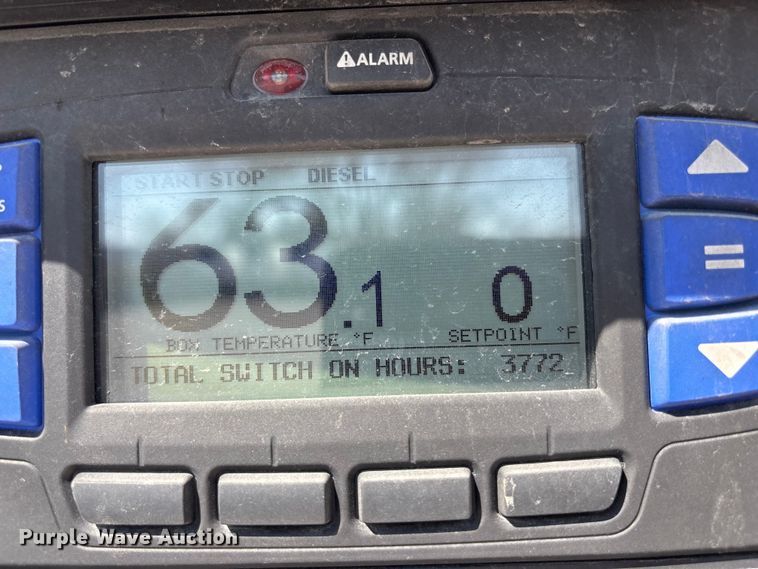 ALARM
START STOP DIESEL
63.1 0
BOX TEMPERATURE °F SETPOINT °F
TOTAL SWITCH ON HOURS: 3772
=
Purple Wave Auction